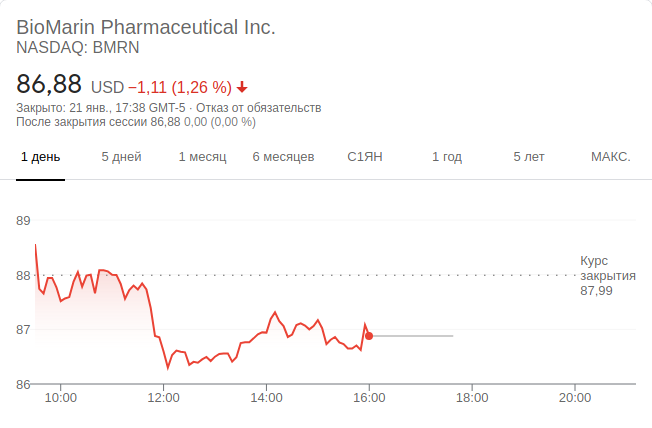 BioMarin Pharmaceutical Inc.
NASDAQ: BMRN
86,88 USD −1,11 (1,26 %)
Закрыто: 21 янв., 17:38 GMT-5 · Отказ от обязательств
После закрытия сессии 86,88 0,00 (0,00 %)
1 день 5 дней 1 месяц 6 месяцев С1ЯН 1 год 5 лет МАКС.
89
88
87
86
Курс
закрытия
87,99
10:00 12:00 14:00 16:00 18:00 20:00